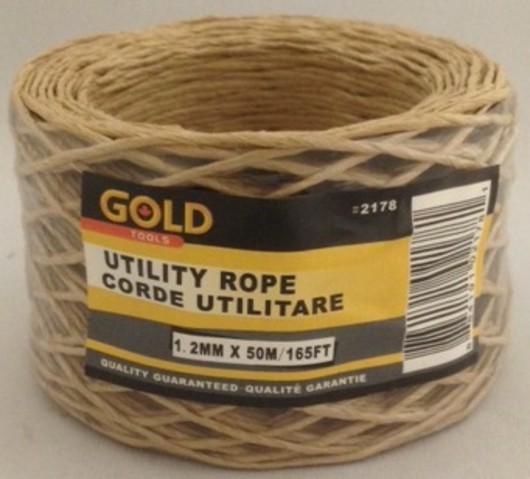 GOLD
TOOLS
#2178
UTILITY ROPE
CORDE UTILITARE
1.2MM X 50M/165FT
QUALITY GUARANTEED · QUALITÉ GARANTIE